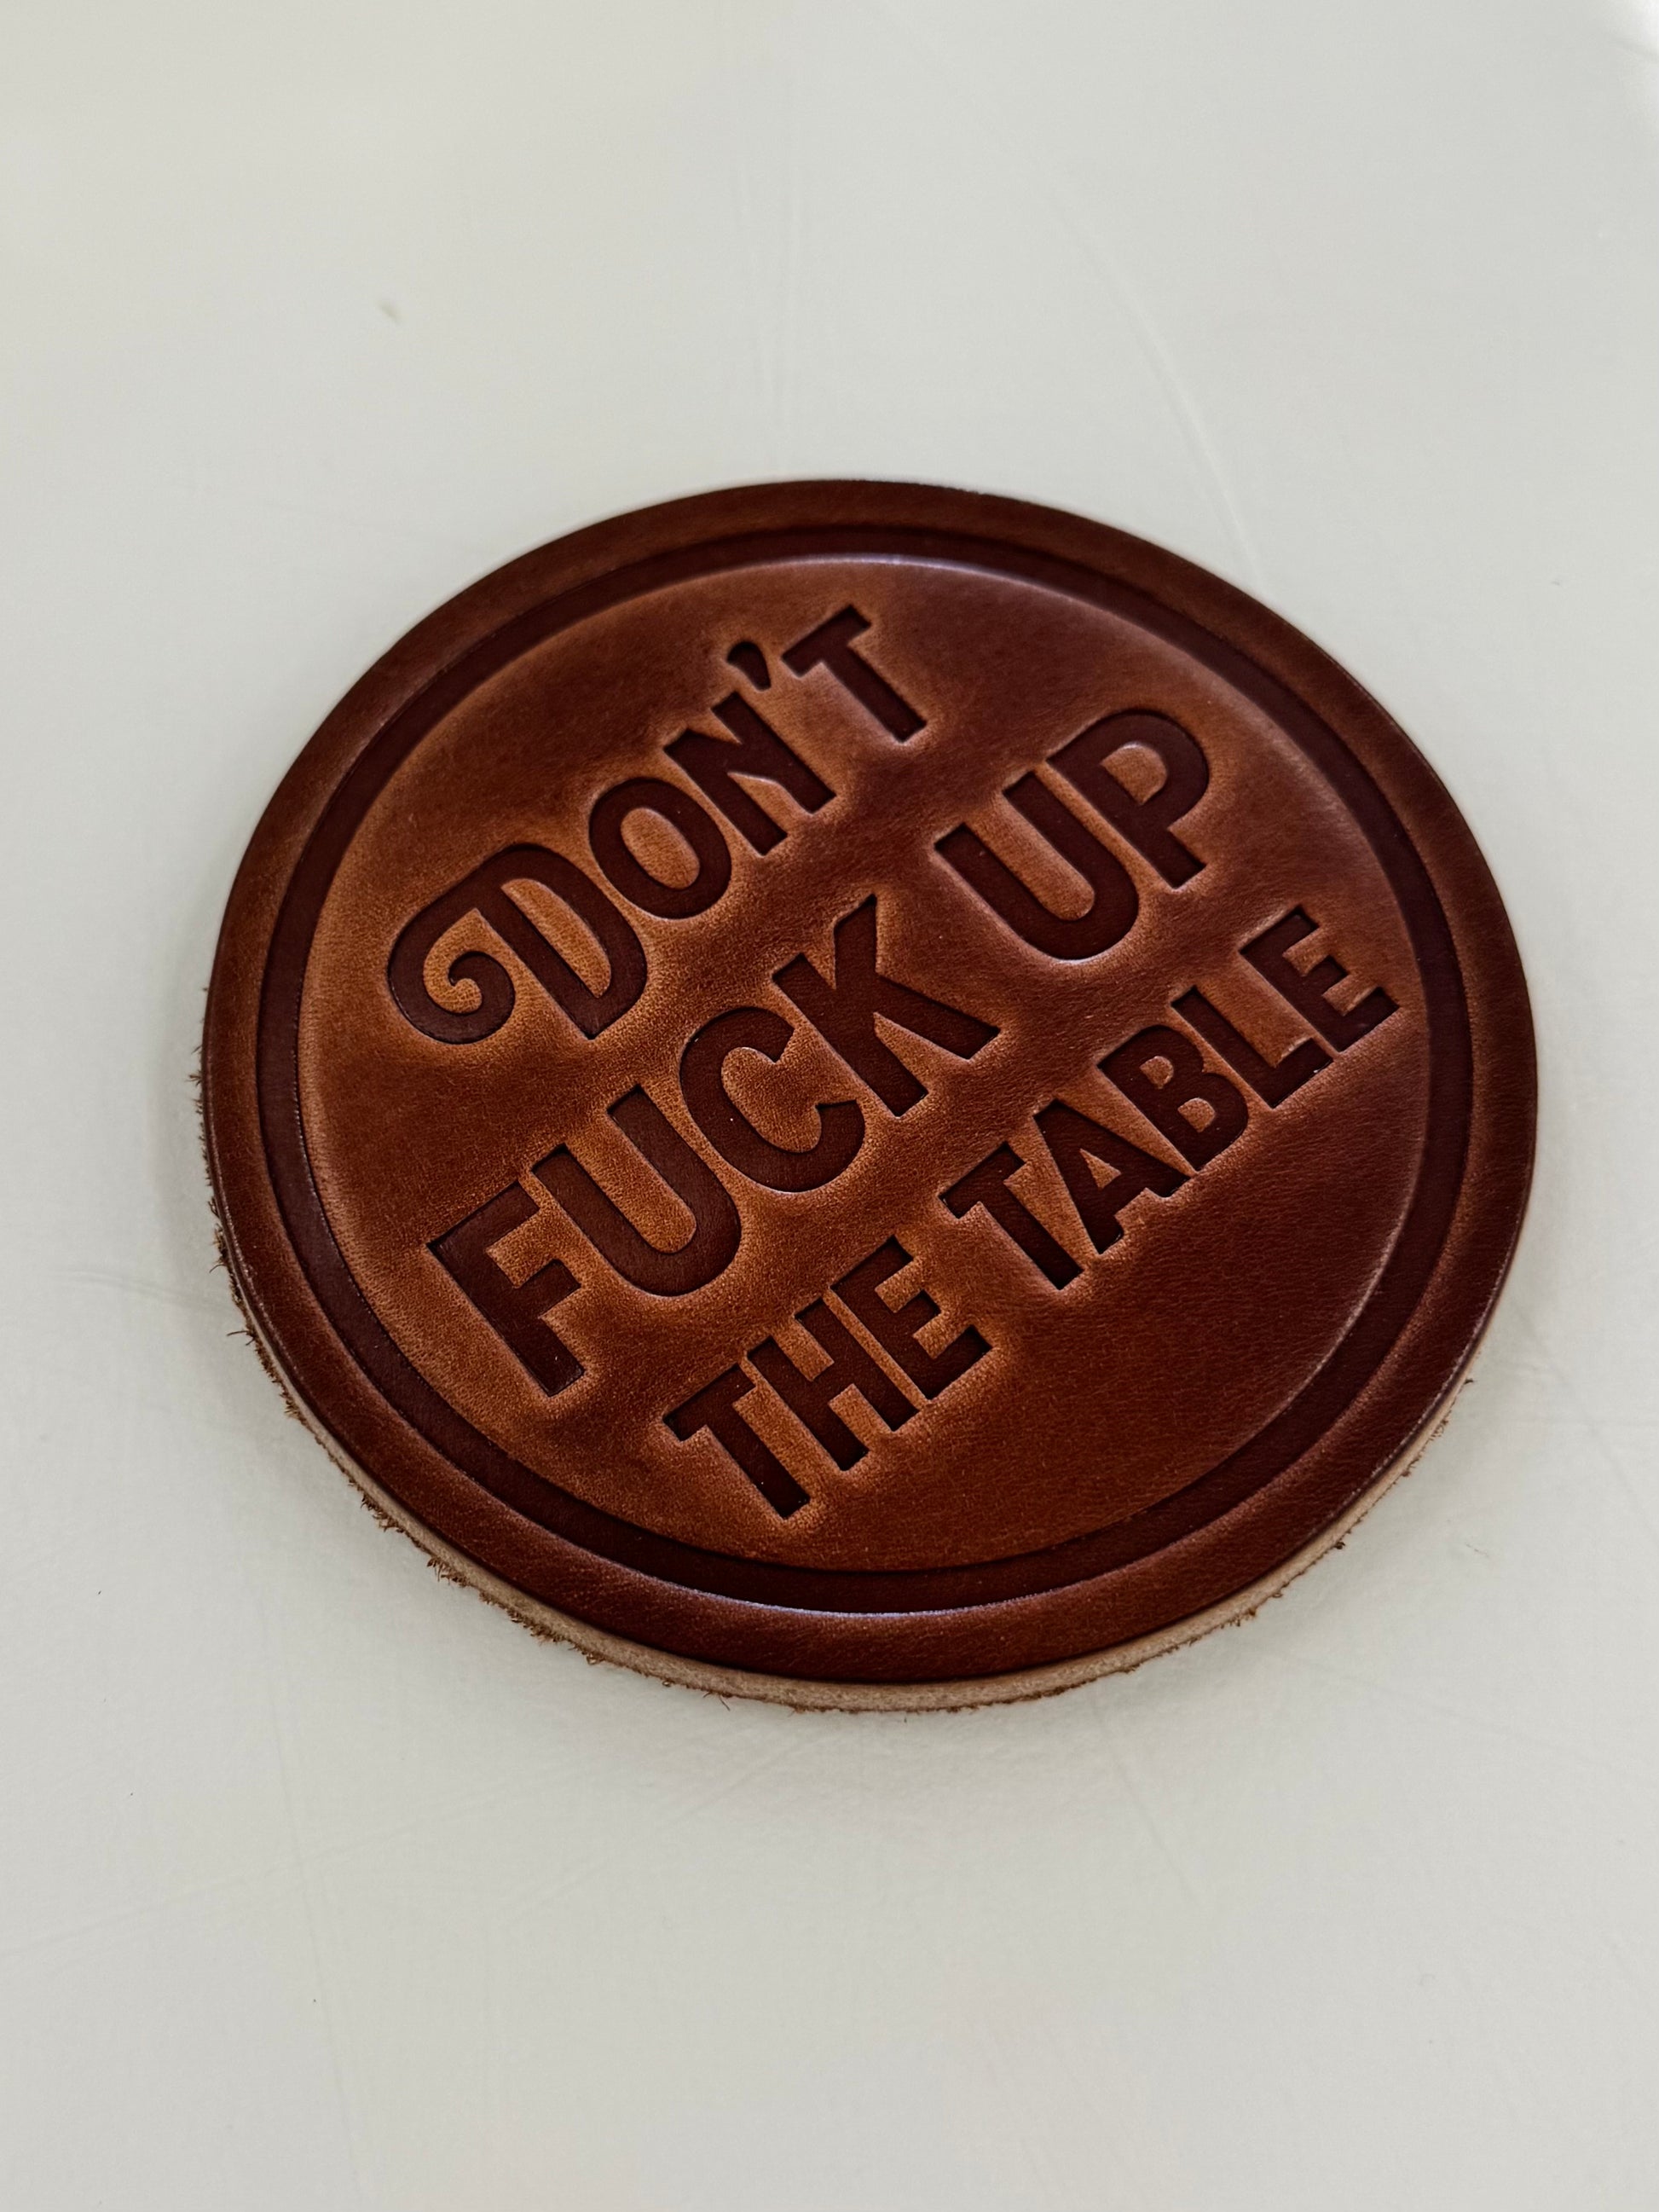 DON'T
FUCK UP
THE TABLE